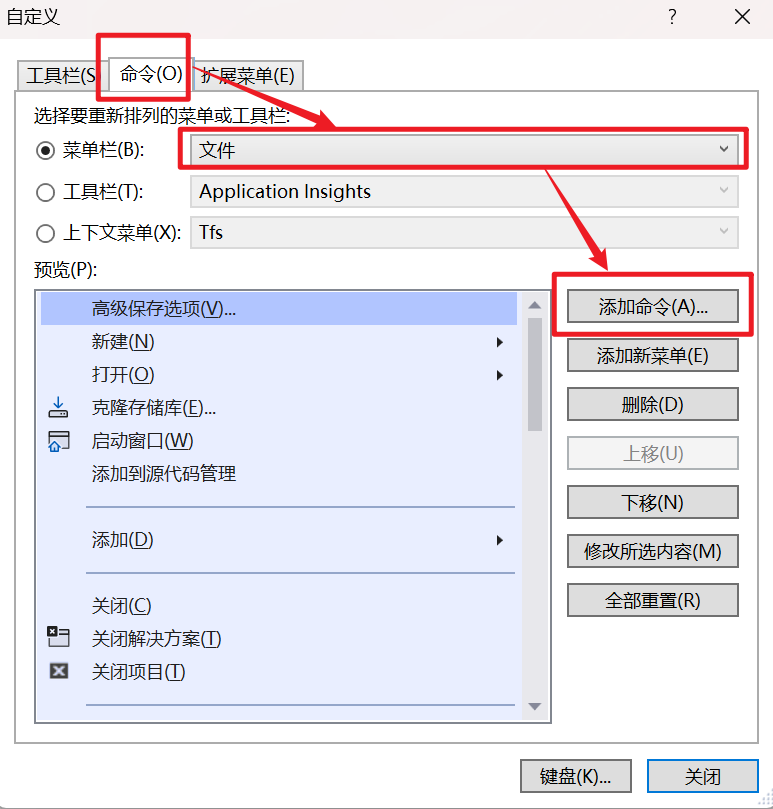 自定义
?
工具栏(S
命令(O)
扩展菜单(E)
选择要重新排列的菜单或工具栏:
菜单栏(B):
文件
工具栏(T):
Application Insights
上下文菜单(X):
Tfs
预览(P):
高级保存选项(V)...
新建(N)
打开(O)
克隆存储库(E)...
启动窗口(W)
添加到源代码管理
添加(D)
关闭(C)
关闭解决方案(T)
关闭项目(T)
添加命令(A)...
添加新菜单(E)
删除(D)
上移(U)
下移(N)
修改所选内容(M)
全部重置(R)
键盘(K)...
关闭